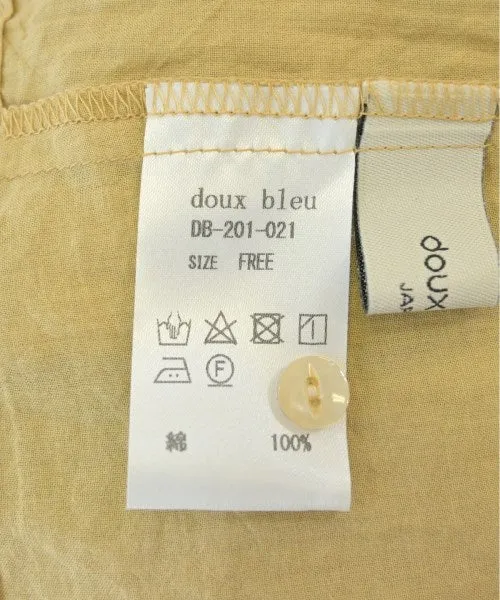 doux bleu
DB-201-021
SIZE FREE
F
綿 100%
doux
JA